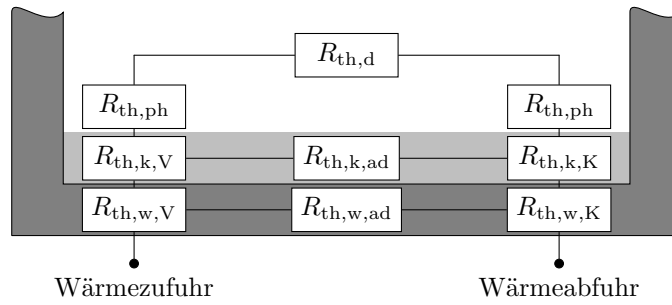 R_th,d
R_th,ph R_th,ph
R_th,k,V R_th,k,ad R_th,k,K
R_th,w,V R_th,w,ad R_th,w,K
Wärmezufuhr Wärmeabfuhr